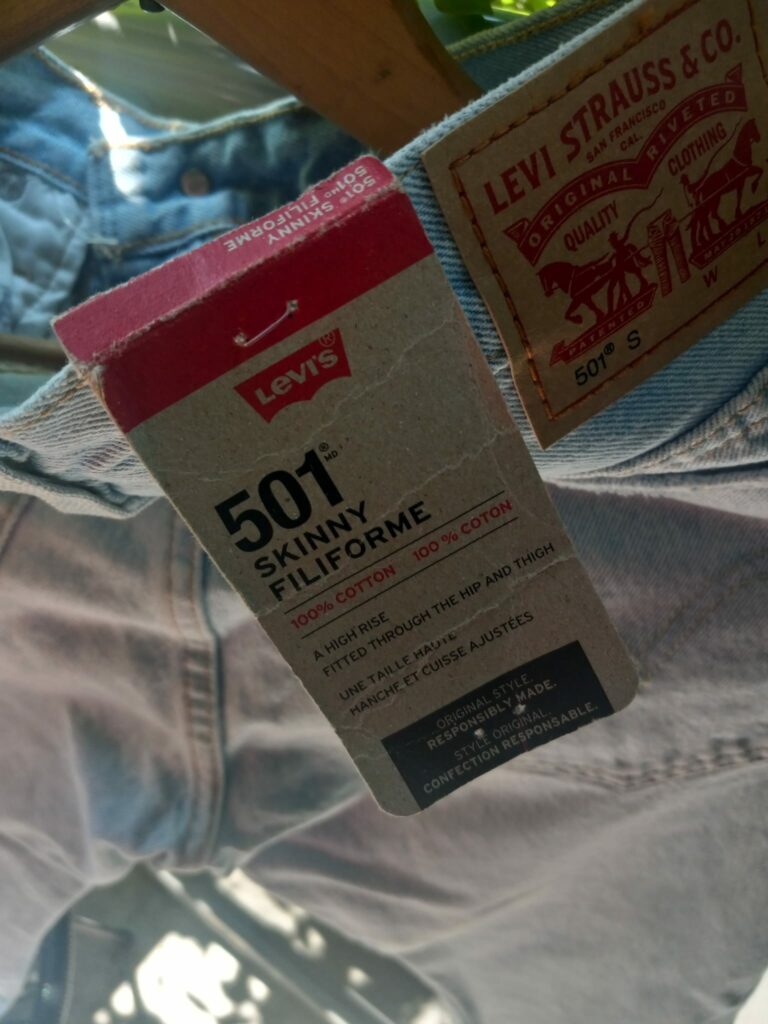 501® SKINNY
501MD FILIFORME
Levi's®
501®MD
SKINNY
FILIFORME
100% COTTON 100 % COTON
A HIGH RISE
FITTED THROUGH THE HIP AND THIGH
UNE TAILLE HAUTE
HANCHE ET CUISSE AJUSTÉES
ORIGINAL STYLE.
RESPONSIBLY MADE.
STYLE ORIGINAL.
CONFECTION RESPONSABLE.
LEVI STRAUSS & CO.
SAN FRANCISCO
CAL.
ORIGINAL RIVETED
QUALITY CLOTHING
PATENTED
W L
501® S